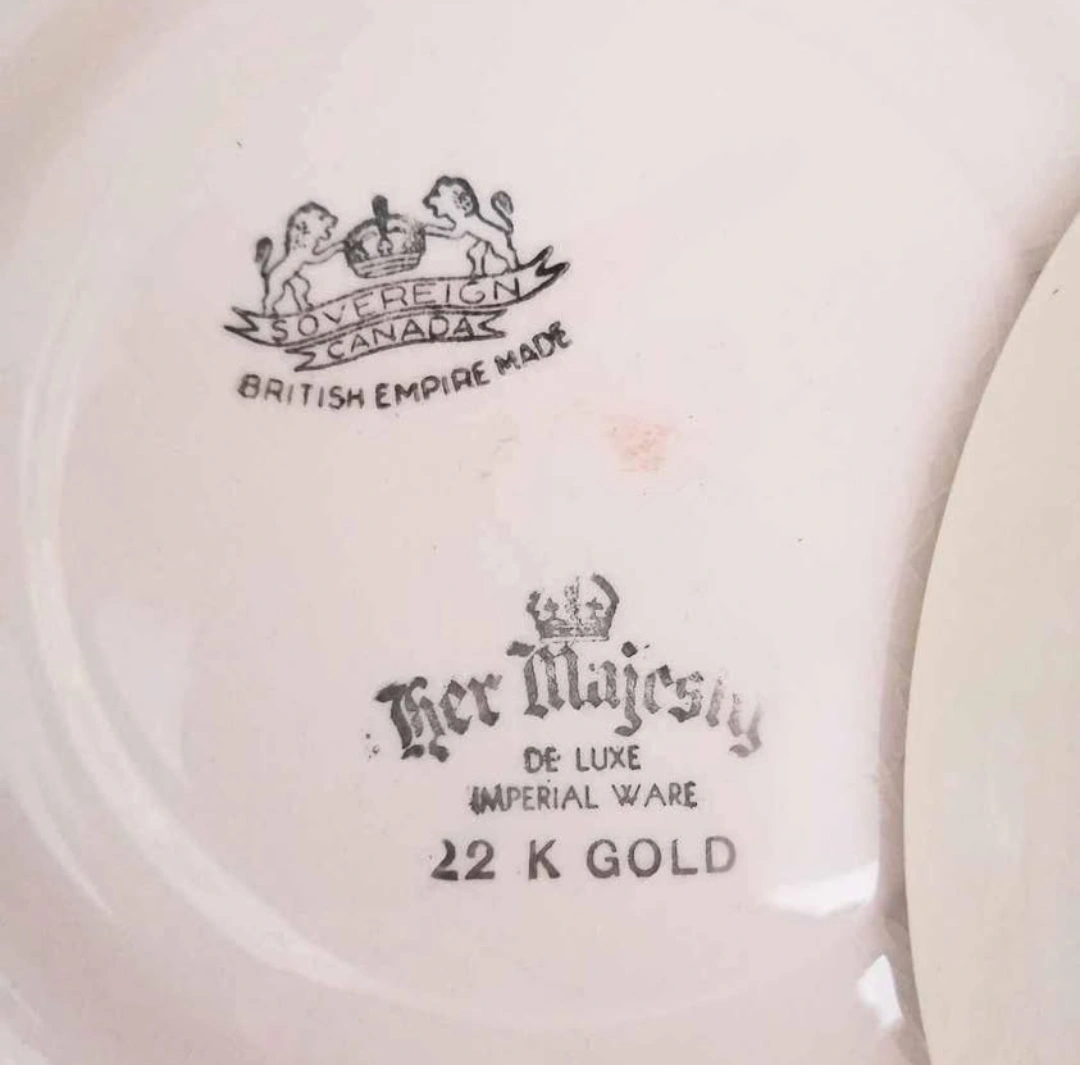 SOVEREIGN
CANADA
BRITISH EMPIRE MADE
Her Majesty
DE LUXE
IMPERIAL WARE
22 K GOLD